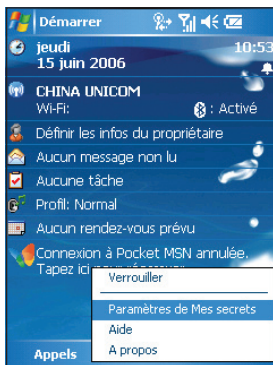 Démarrer
jeudi 10:53
15 juin 2006
CHINA UNICOM
Wi-Fi: : Activé
Définir les infos du propriétaire
Aucun message non lu
Aucune tâche
Profil: Normal
Aucun rendez-vous prévu
Connexion à Pocket MSN annulée.
Tapez ici
Verrouiller
Paramètres de Mes secrets
Aide
A propos
Appels